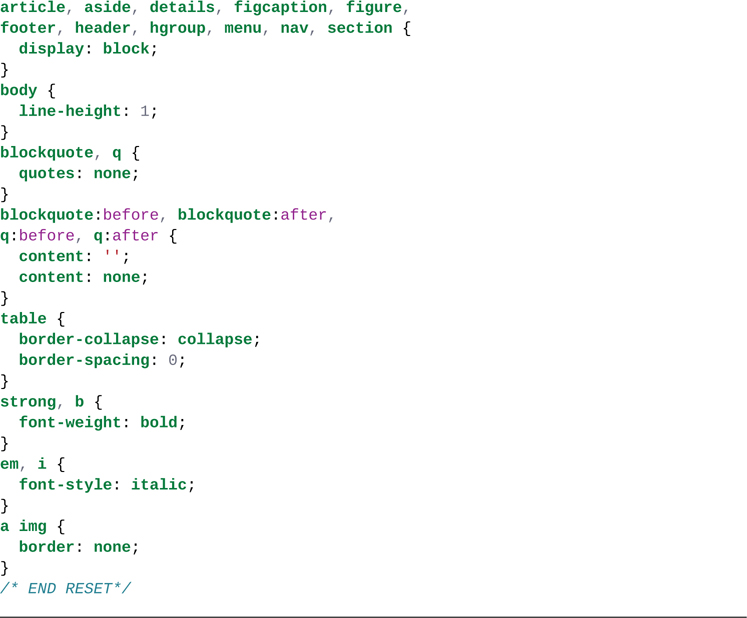 article, aside, details, figcaption, figure,
footer, header, hgroup, menu, nav, section {
  display: block;
}
body {
  line-height: 1;
}
blockquote, q {
  quotes: none;
}
blockquote:before, blockquote:after,
q:before, q:after {
  content: '';
  content: none;
}
table {
  border-collapse: collapse;
  border-spacing: 0;
}
strong, b {
  font-weight: bold;
}
em, i {
  font-style: italic;
}
a img {
  border: none;
}
/* END RESET*/